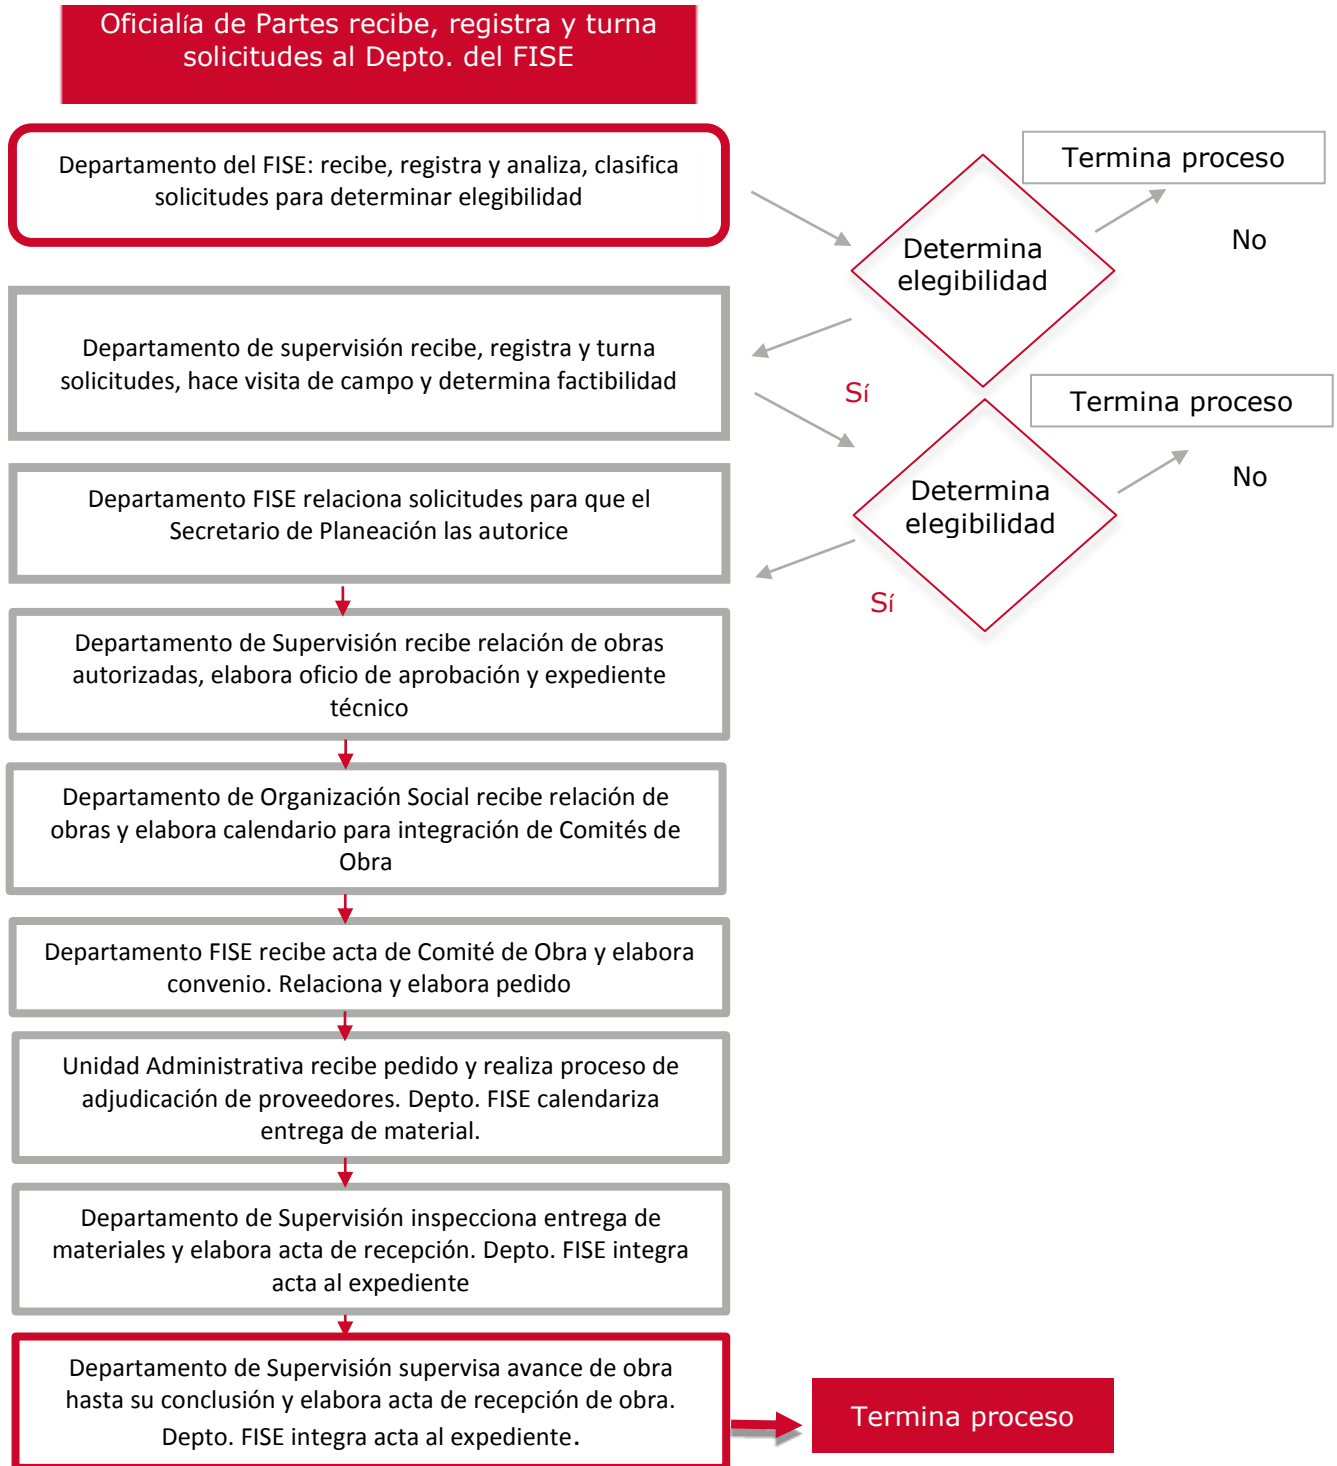 Oficialía de Partes recibe, registra y turna
solicitudes al Depto. del FISE
Departamento del FISE: recibe, registra y analiza, clasifica
solicitudes para determinar elegibilidad
Termina proceso
Determina
elegibilidad
No
Departamento de supervisión recibe, registra y turna
solicitudes, hace visita de campo y determina factibilidad
Sí
Termina proceso
Determina
elegibilidad
No
Departamento FISE relaciona solicitudes para que el
Secretario de Planeación las autorice
Sí
Departamento de Supervisión recibe relación de obras
autorizadas, elabora oficio de aprobación y expediente
técnico
Departamento de Organización Social recibe relación de
obras y elabora calendario para integración de Comités de
Obra
Departamento FISE recibe acta de Comité de Obra y elabora
convenio. Relaciona y elabora pedido
Unidad Administrativa recibe pedido y realiza proceso de
adjudicación de proveedores. Depto. FISE calendariza
entrega de material.
Departamento de Supervisión inspecciona entrega de
materiales y elabora acta de recepción. Depto. FISE integra
acta al expediente
Departamento de Supervisión supervisa avance de obra
hasta su conclusión y elabora acta de recepción de obra.
Depto. FISE integra acta al expediente.
Termina proceso